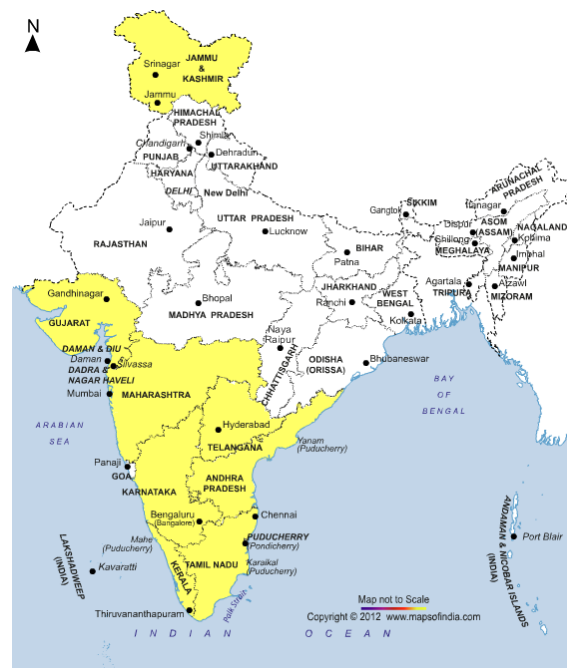 N
JAMMU
&
KASHMIR
Srinagar
Jammu
HIMACHAL
PRADESH
Shimla
Chandigarh
PUNJAB
Dehradun
UTTARAKHAND
HARYANA
DELHI
New Delhi
ARUNACHAL
PRADESH
SIKKIM
Gangtok
Itanagar
UTTAR PRADESH
Lucknow
Jaipur
RAJASTHAN
Dispur
ASOM
(ASSAM)
NAGALAND
Kohima
Shillong
MEGHALAYA
Imphal
MANIPUR
BIHAR
Patna
Agartala
TRIPURA
Aizawl
MIZORAM
Gandhinagar
GUJARAT
Bhopal
MADHYA PRADESH
JHARKHAND
Ranchi
WEST
BENGAL
Kolkata
Naya
Raipur
CHHATTISGARH
ODISHA
(ORISSA)
Bhubaneswar
DAMAN & DIU
Daman
Silvassa
DADRA &
NAGAR HAVELI
Mumbai
MAHARASHTRA
BAY
OF
BENGAL
ARABIAN
SEA
Hyderabad
TELANGANA
Yanam
(Puducherry)
Panaji
GOA
KARNATAKA
ANDHRA
PRADESH
Bengaluru
(Bangalore)
Chennai
Mahe
(Puducherry)
PUDUCHERRY
(Pondicherry)
Karaikal
(Puducherry)
KERALA
TAMIL NADU
LAKSHADWEEP
(INDIA)
Kavaratti
ANDAMAN & NICOBAR ISLANDS
(INDIA)
Port Blair
Thiruvananthapuram
Palk Strait
Map not to Scale
Copyright © 2012 www.mapsofindia.com
INDIAN OCEAN